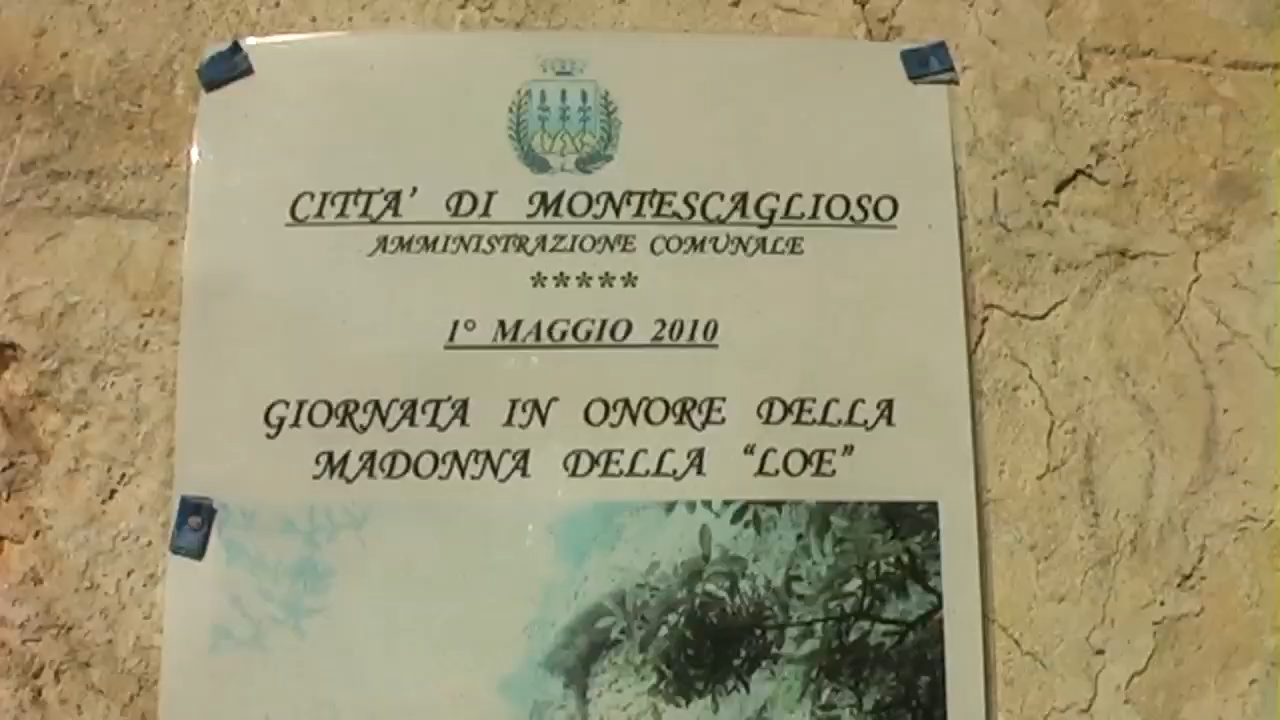 CITTA' DI MONTESCAGLIOSO
AMMINISTRAZIONE COMUNALE
*****
1° MAGGIO 2010
GIORNATA IN ONORE DELLA
MADONNA DELLA “LOE”